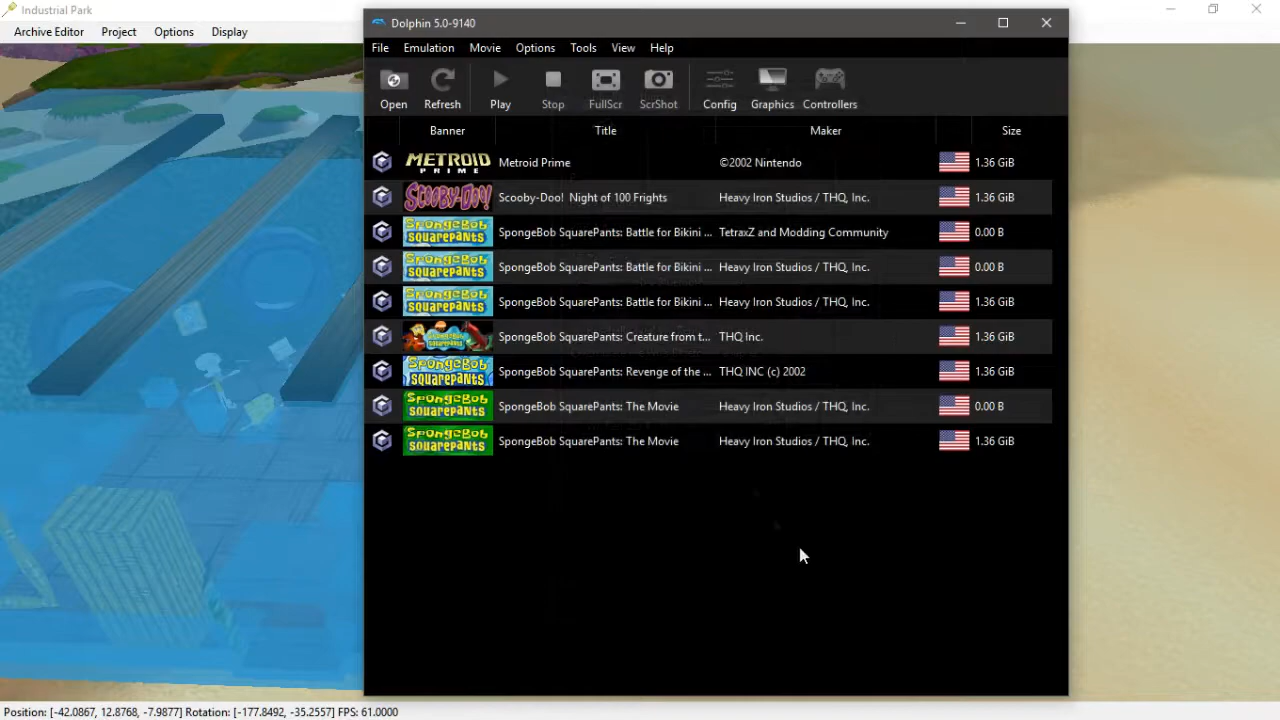 Industrial Park
Archive Editor Project Options Display
Dolphin 5.0-9140
File Emulation Movie Options Tools View Help
Open Refresh Play Stop FullScr ScrShot Config Graphics Controllers
Banner Title Maker Size
METROID PRIME Metroid Prime ©2002 Nintendo 1.36 GiB
SCOOBY-DOO! Scooby-Doo! Night of 100 Frights Heavy Iron Studios / THQ, Inc. 1.36 GiB
SpongeBob SquarePants SpongeBob SquarePants: Battle for Bikini ... TetraxZ and Modding Community 0.00 B
SpongeBob SquarePants SpongeBob SquarePants: Battle for Bikini ... Heavy Iron Studios / THQ, Inc. 0.00 B
SpongeBob SquarePants SpongeBob SquarePants: Battle for Bikini ... Heavy Iron Studios / THQ, Inc. 1.36 GiB
SpongeBob SquarePants: Creature from t... THQ Inc. 1.36 GiB
SpongeBob SquarePants SpongeBob SquarePants: Revenge of the ... THQ INC (c) 2002 1.36 GiB
SpongeBob SquarePants SpongeBob SquarePants: The Movie Heavy Iron Studios / THQ, Inc. 0.00 B
SpongeBob SquarePants SpongeBob SquarePants: The Movie Heavy Iron Studios / THQ, Inc. 1.36 GiB
Position: [-42.0867, 12.8768, -7.9877] Rotation: [-177.8492, -35.2557] FPS: 61.0000